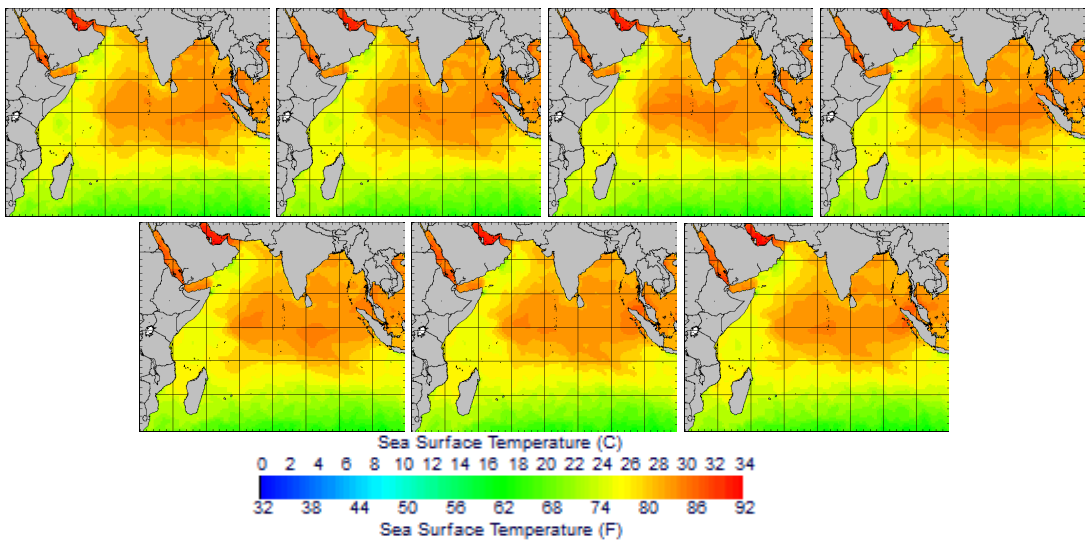 Sea Surface Temperature (C)
0 2 4 6 8 10 12 14 16 18 20 22 24 26 28 30 32 34
32 38 44 50 56 62 68 74 80 86 92
Sea Surface Temperature (F)